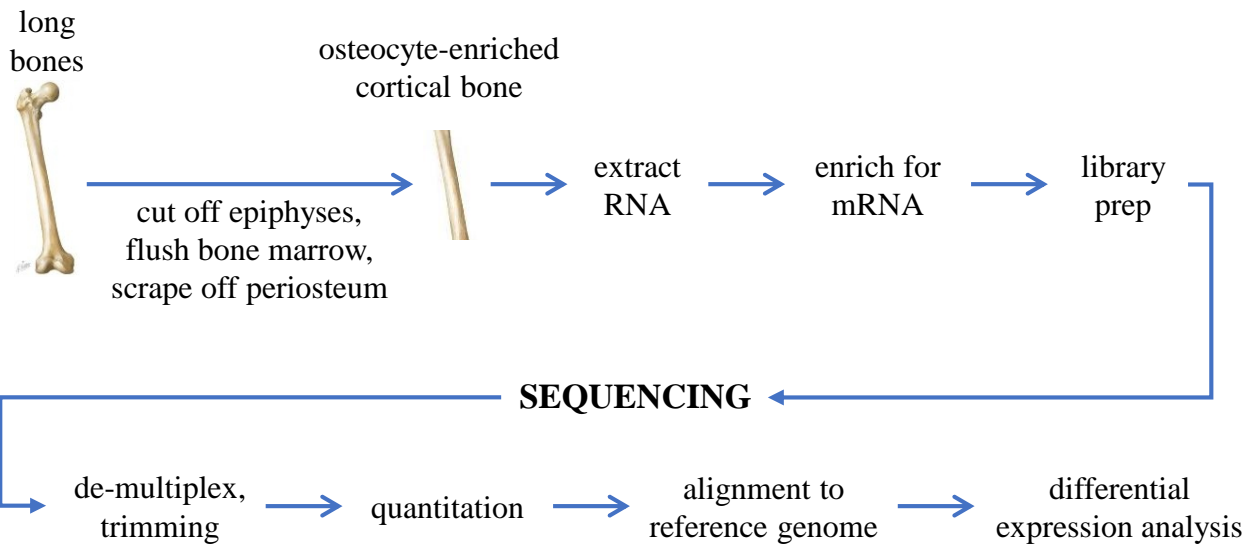 long
bones
osteocyte-enriched
cortical bone
cut off epiphyses,
flush bone marrow,
scrape off periosteum
extract
RNA
enrich for
mRNA
library
prep
SEQUENCING
de-multiplex,
trimming
quantitation
alignment to
reference genome
differential
expression analysis